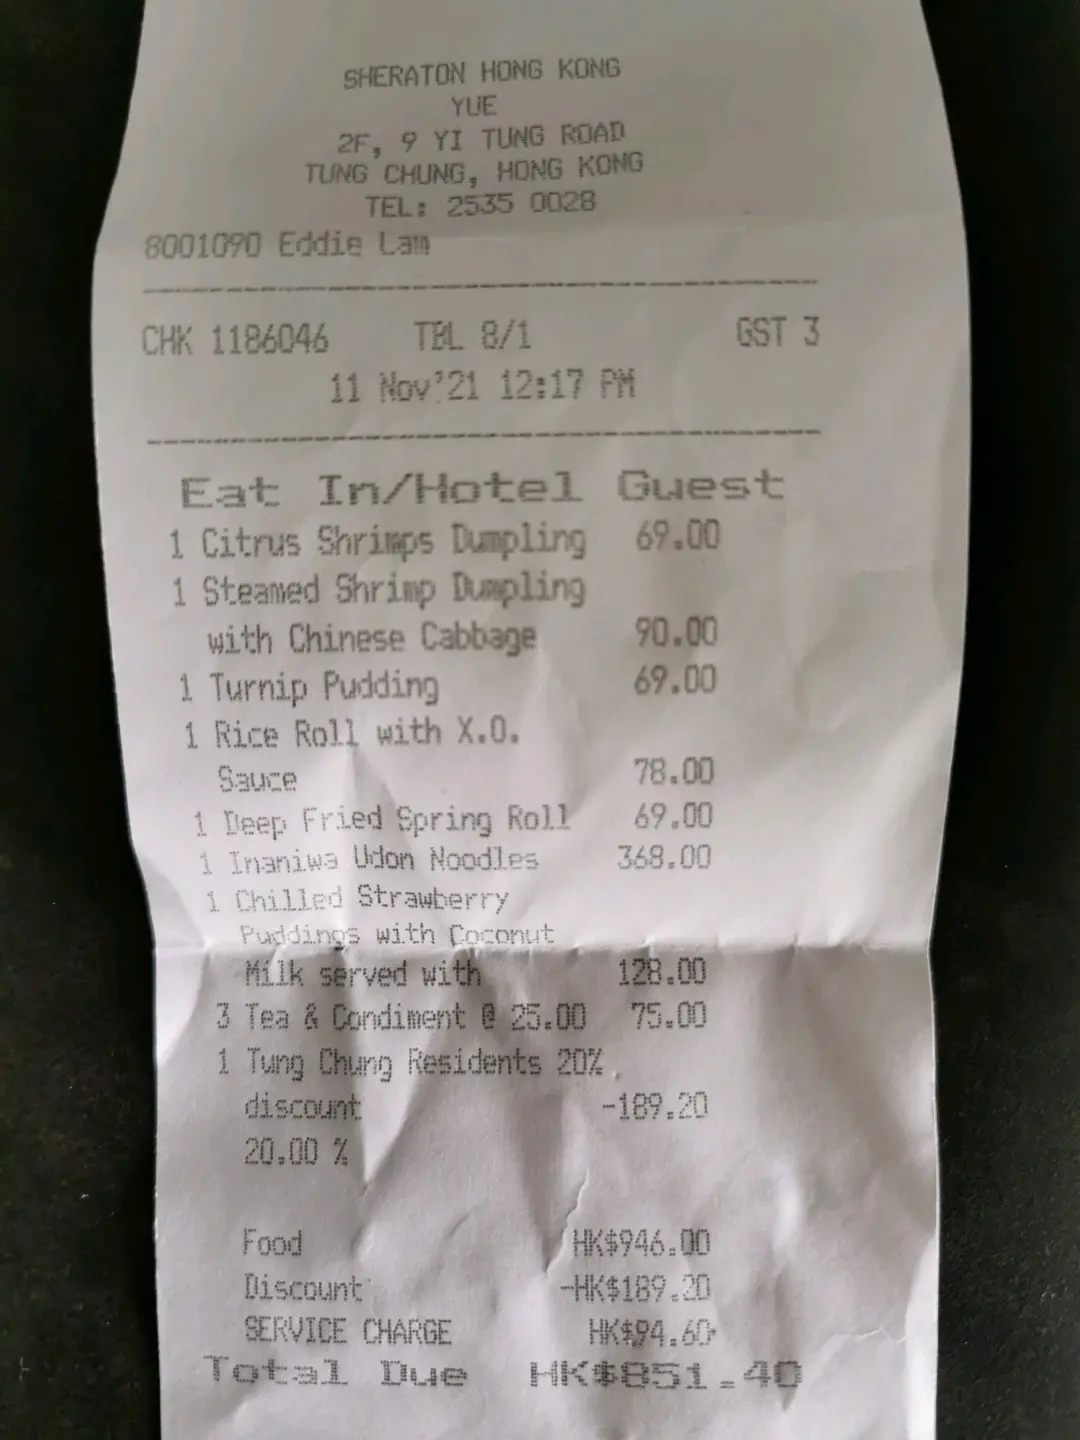 SHERATON HONG KONG
YUE
2F, 9 YI TUNG ROAD
TUNG CHUNG, HONG KONG
TEL: 2535 0028
8001090 Eddie Lam
CHK 1186046 TBL 8/1 GST 3
11 Nov'21 12:17 PM
Eat In/Hotel Guest
1 Citrus Shrimps Dumpling 69.00
1 Steamed Shrimp Dumpling
with Chinese Cabbage 90.00
1 Turnip Pudding 69.00
1 Rice Roll with X.O.
Sauce 78.00
1 Deep Fried Spring Roll 69.00
1 Inaniwa Udon Noodles 368.00
1 Chilled Strawberry
Puddings with Coconut
Milk served with 128.00
3 Tea & Condiment @ 25.00 75.00
1 Tung Chung Residents 20%
discount -189.20
20.00 %
Food HK$946.00
Discount -HK$189.20
SERVICE CHARGE HK$94.60
Total Due HK$851.40